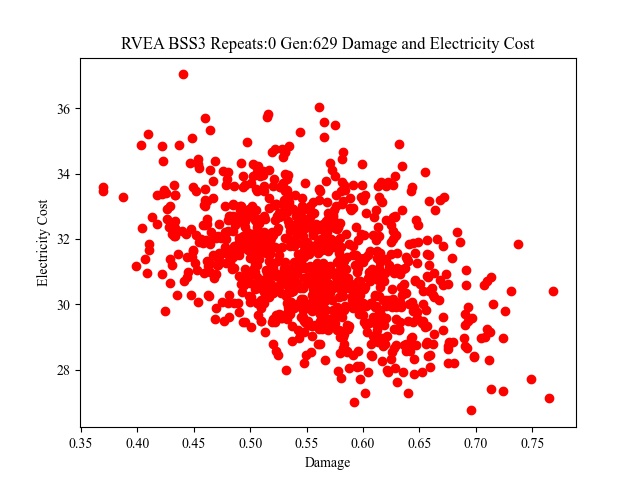 RVEA BSS3 Repeats:0 Gen:629 Damage and Electricity Cost
36
34
32
30
28
Electricity Cost
0.35 0.40 0.45 0.50 0.55 0.60 0.65 0.70 0.75
Damage